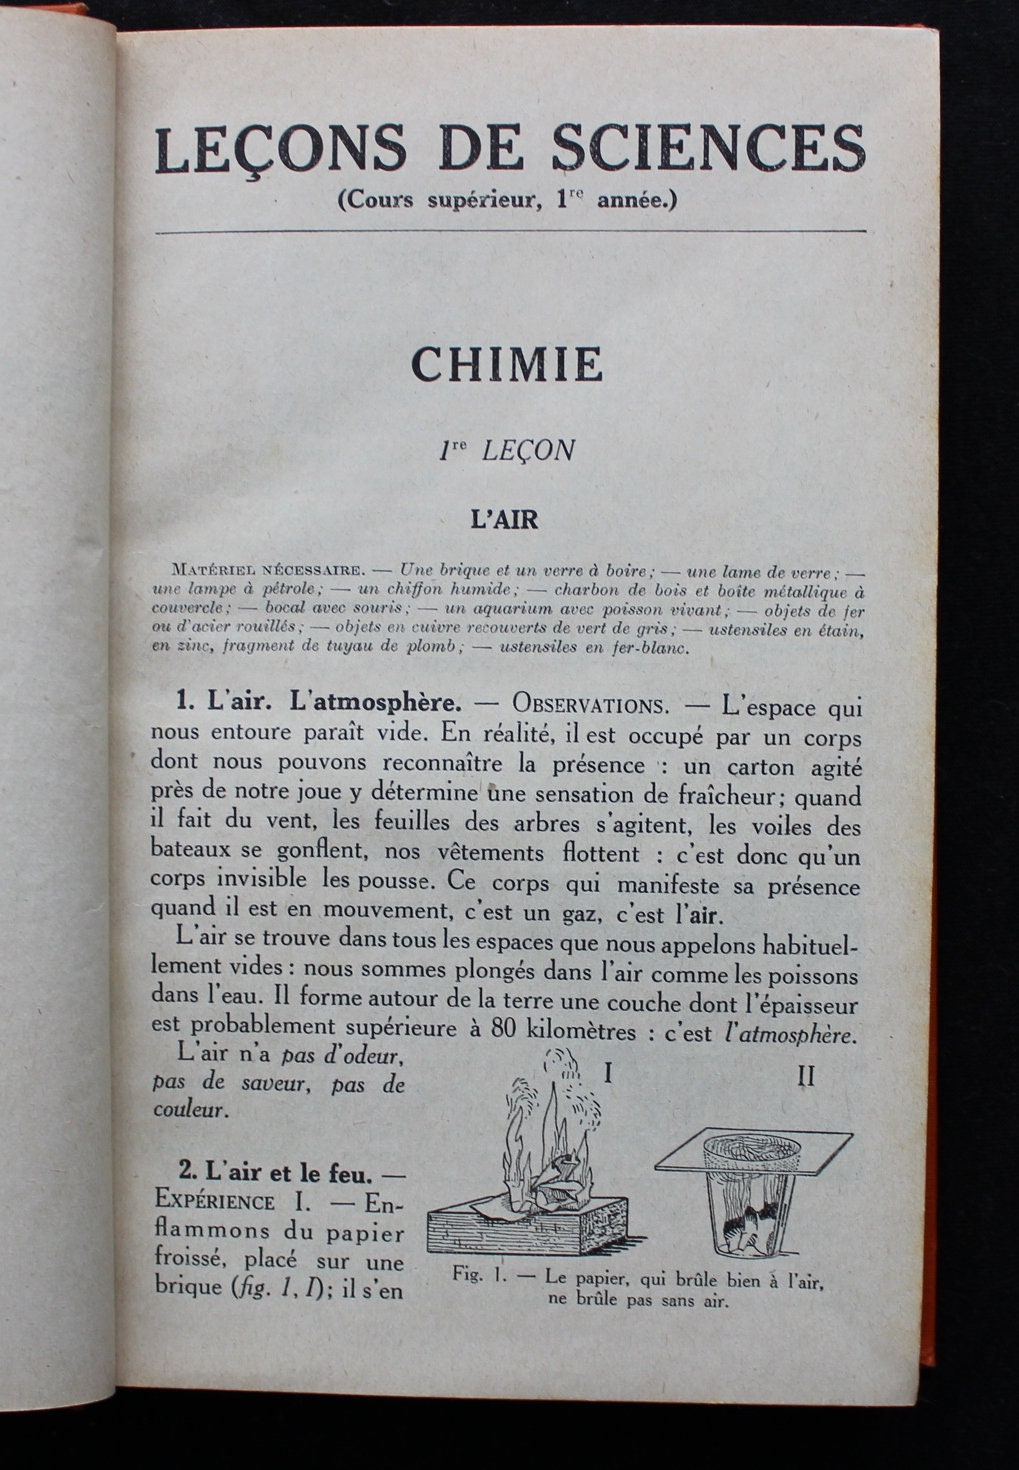 LEÇONS DE SCIENCES
(Cours supérieur, 1re année.)
CHIMIE
1re LEÇON
L'AIR
MATÉRIEL NÉCESSAIRE. — Une brique et un verre à boire; — une lame de verre; —
une lampe à pétrole; — un chiffon humide; — charbon de bois et boîte métallique à
couvercle; — bocal avec souris; — un aquarium avec poisson vivant; — objets de fer
ou d'acier rouillés; — objets en cuivre recouverts de vert de gris; — ustensiles en étain,
en zinc, fragment de tuyau de plomb; — ustensiles en fer-blanc.
1. L'air. L'atmosphère. — OBSERVATIONS. — L'espace qui
nous entoure paraît vide. En réalité, il est occupé par un corps
dont nous pouvons reconnaître la présence : un carton agité
près de notre joue y détermine une sensation de fraîcheur; quand
il fait du vent, les feuilles des arbres s'agitent, les voiles des
bateaux se gonflent, nos vêtements flottent : c'est donc qu'un
corps invisible les pousse. Ce corps qui manifeste sa présence
quand il est en mouvement, c'est un gaz, c'est l'air.
L'air se trouve dans tous les espaces que nous appelons habituel-
lement vides : nous sommes plongés dans l'air comme les poissons
dans l'eau. Il forme autour de la terre une couche dont l'épaisseur
est probablement supérieure à 80 kilomètres : c'est l'atmosphère.
L'air n'a pas d'odeur,
pas de saveur, pas de
couleur.
2. L'air et le feu. —
EXPÉRIENCE I. — En-
flammons du papier
froissé, placé sur une
brique (fig. 1, I); il s'en
I
II
Fig. 1. — Le papier, qui brûle bien à l'air,
ne brûle pas sans air.